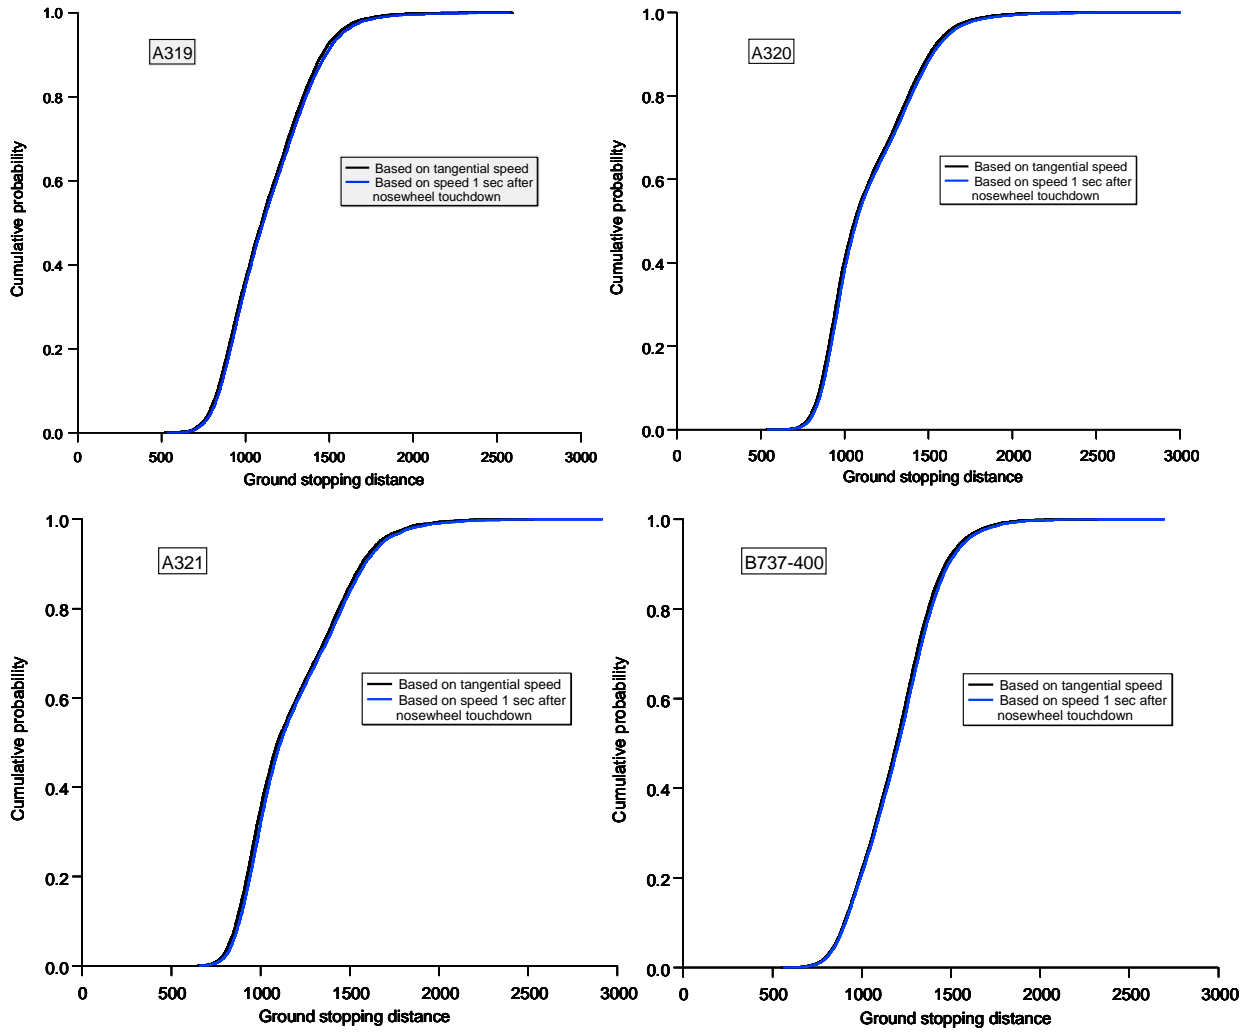 1.0
0.8
0.6
0.4
0.2
0.0
Cumulative probability
A319
Based on tangential speed
Based on speed 1 sec after
nosewheel touchdown
0 500 1000 1500 2000 2500 3000
Ground stopping distance
1.0
0.8
0.6
0.4
0.2
0.0
Cumulative probability
A320
Based on tangential speed
Based on speed 1 sec after
nosewheel touchdown
0 500 1000 1500 2000 2500 3000
Ground stopping distance
1.0
0.8
0.6
0.4
0.2
0.0
Cumulative probability
A321
Based on tangential speed
Based on speed 1 sec after
nosewheel touchdown
0 500 1000 1500 2000 2500 3000
Ground stopping distance
1.0
0.8
0.6
0.4
0.2
0.0
Cumulative probability
B737-400
Based on tangential speed
Based on speed 1 sec after
nosewheel touchdown
0 500 1000 1500 2000 2500 3000
Ground stopping distance